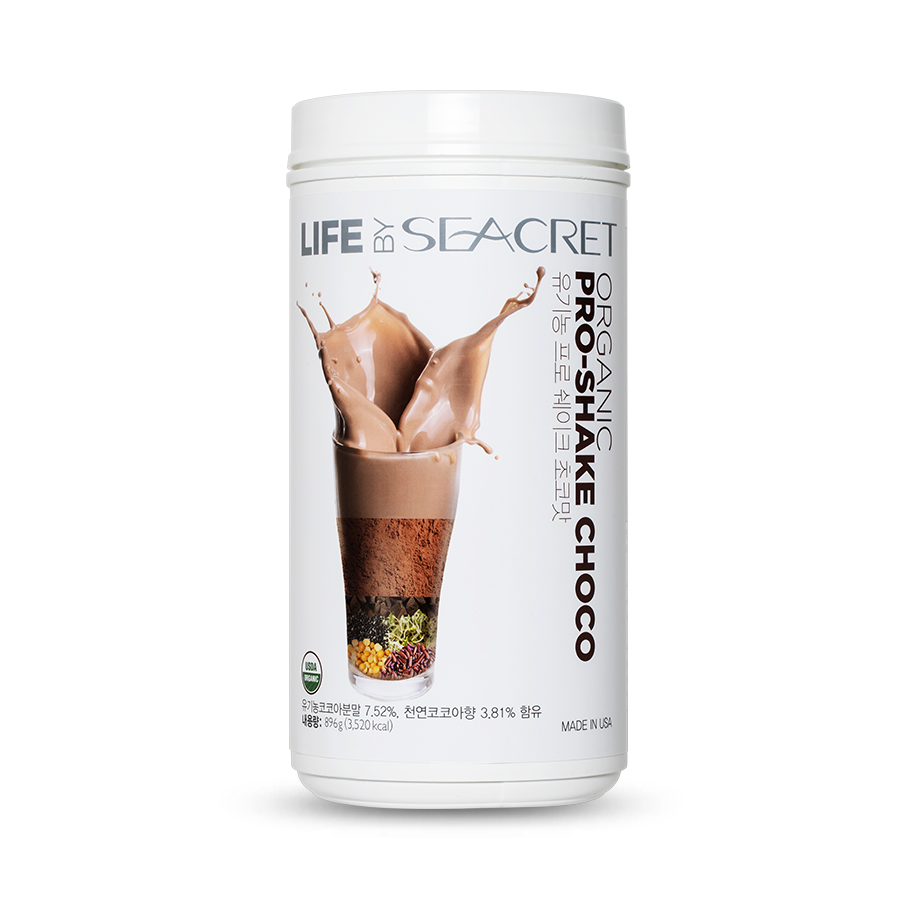 LIFE BY SEACRET
ORGANIC
PRO-SHAKE CHOCO
유기농 프로 쉐이크 초코맛
USDA
ORGANIC
유기농코코아분말 7.52%, 천연코코아향 3.81% 함유
내용량: 896g (3,520 kcal)
MADE IN USA